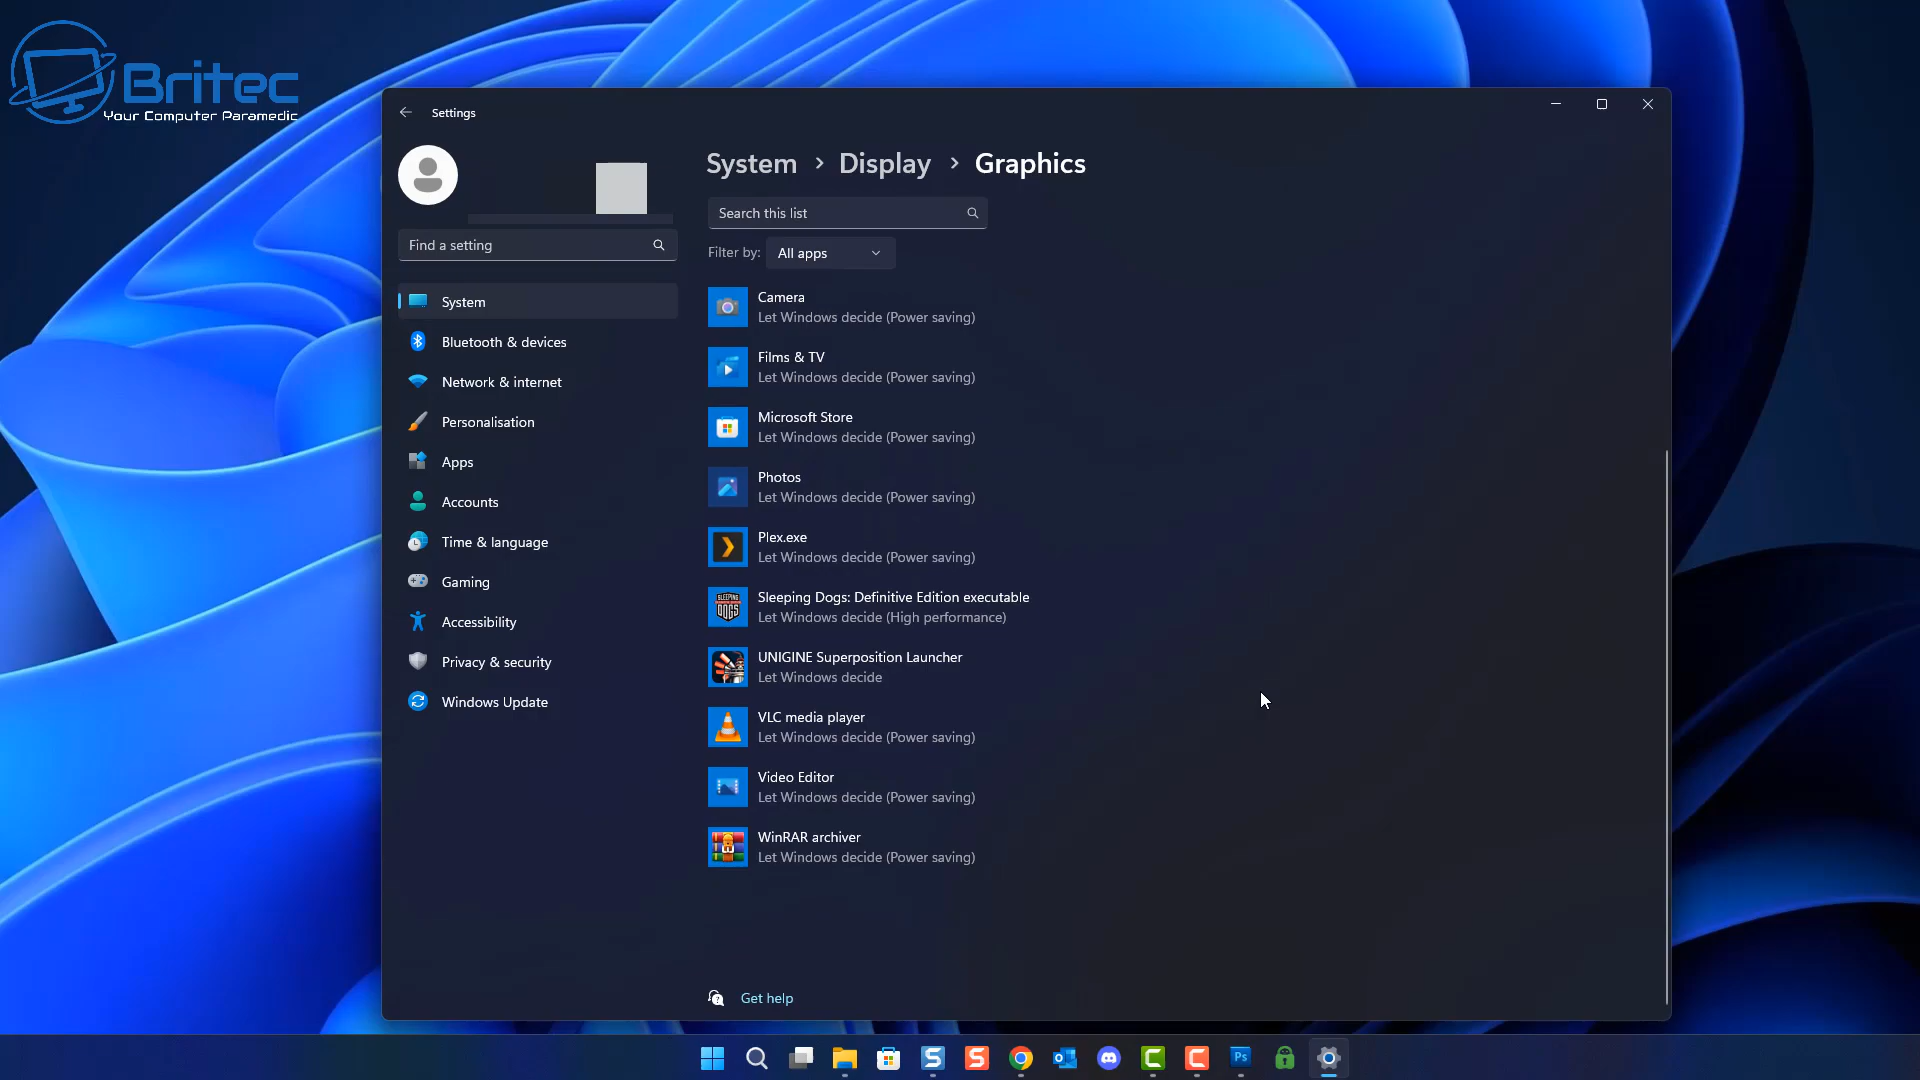 Britec
Your Computer Paramedic
Settings
System > Display > Graphics
Search this list
Find a setting
Filter by: All apps
System
Bluetooth & devices
Network & internet
Personalisation
Apps
Accounts
Time & language
Gaming
Accessibility
Privacy & security
Windows Update
Camera
Let Windows decide (Power saving)
Films & TV
Let Windows decide (Power saving)
Microsoft Store
Let Windows decide (Power saving)
Photos
Let Windows decide (Power saving)
Plex.exe
Let Windows decide (Power saving)
SLEEPING DOGS
Sleeping Dogs: Definitive Edition executable
Let Windows decide (High performance)
UNIGINE Superposition Launcher
Let Windows decide
VLC media player
Let Windows decide (Power saving)
Video Editor
Let Windows decide (Power saving)
WinRAR archiver
Let Windows decide (Power saving)
Get help
S
S
C
C
Ps